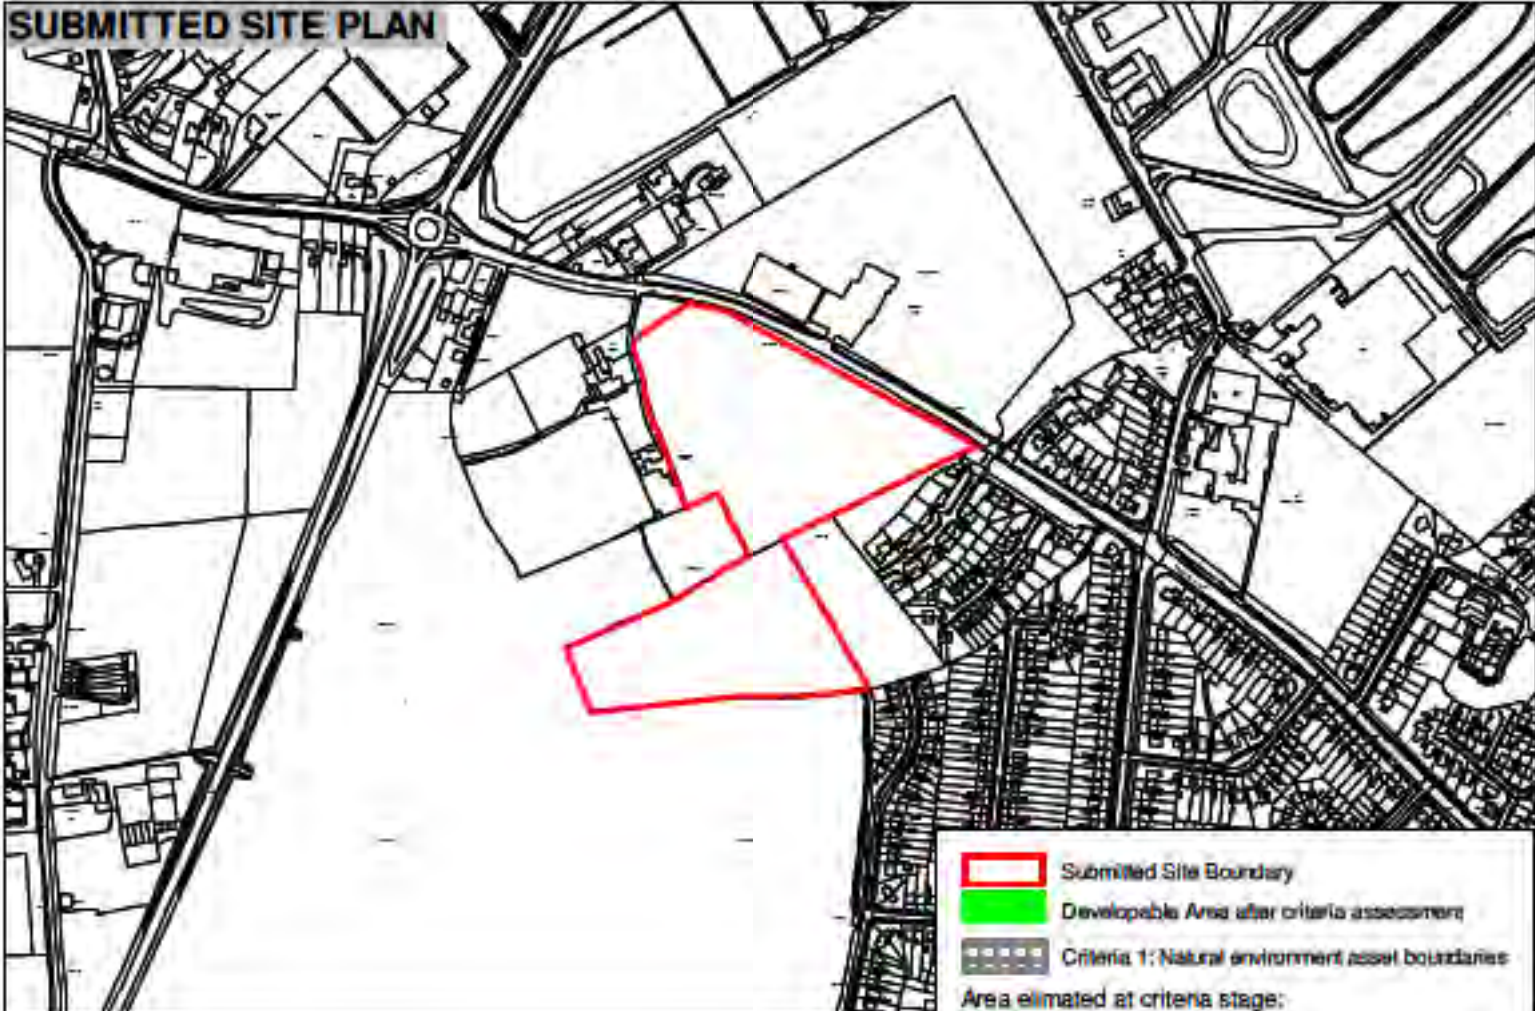 SUBMITTED SITE PLAN
Submitted Site Boundary
Developable Area after criteria assessment
Criteria 1: Natural environment asset boundaries
Area elimated at criteria stage: